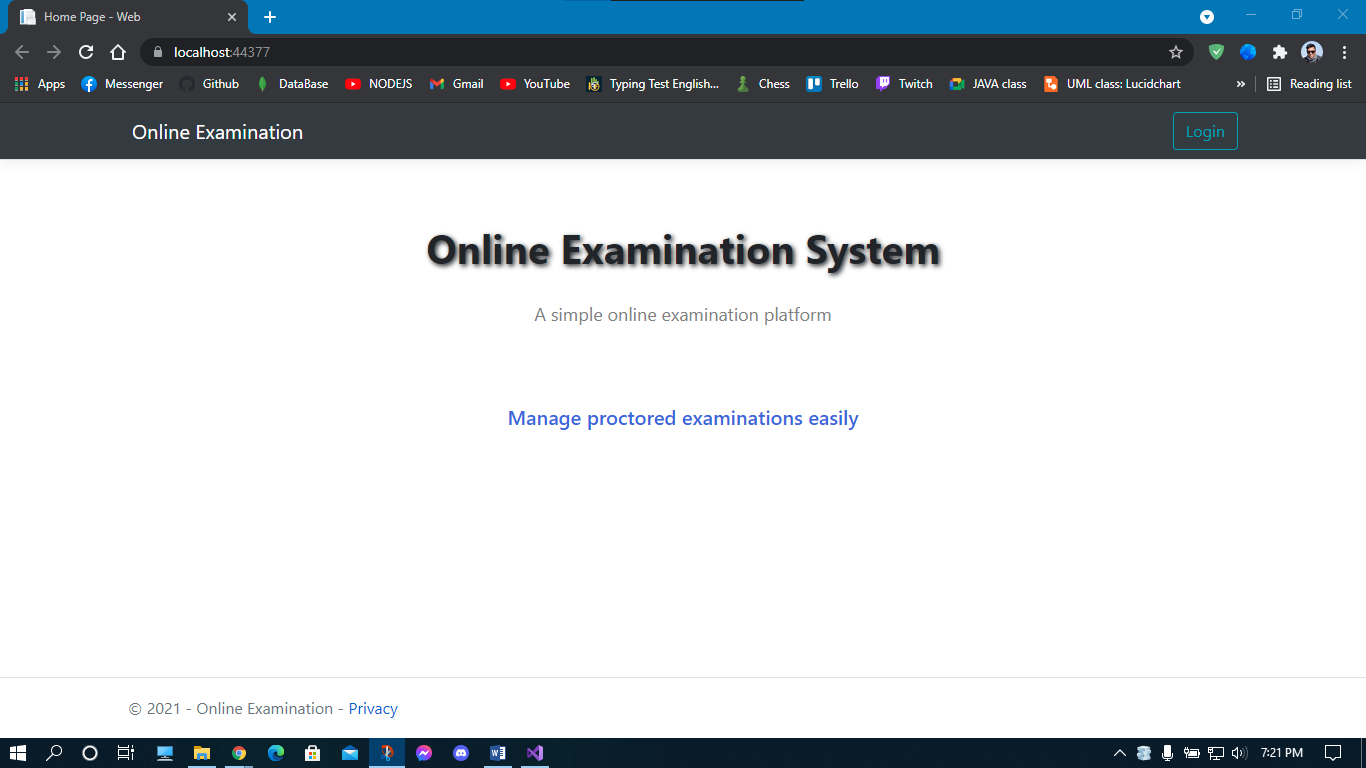 Home Page - Web
localhost:44377
Apps Messenger Github DataBase NODEJS Gmail YouTube Typing Test English... Chess Trello Twitch JAVA class UML class: Lucidchart » Reading list
Online Examination Login
Online Examination System
A simple online examination platform
Manage proctored examinations easily
© 2021 - Online Examination - Privacy
7:21 PM